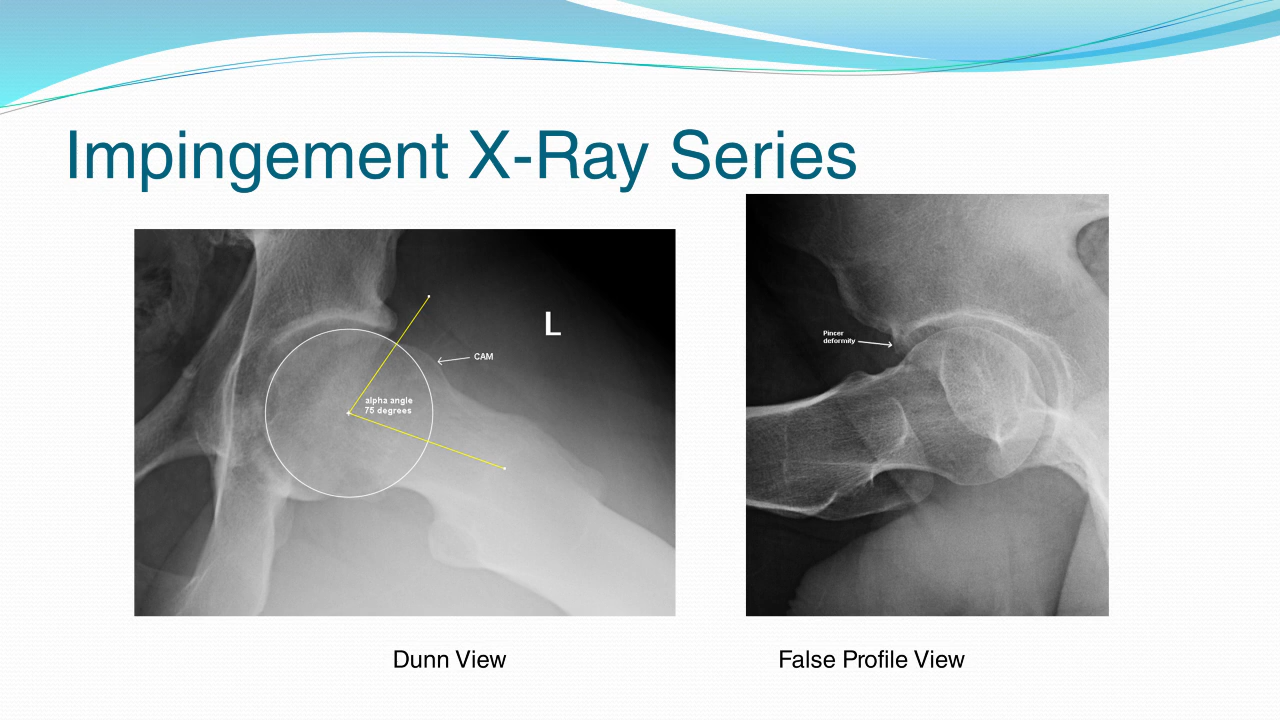 Impingement X-Ray Series
L
CAM
alpha angle
75 degrees
Pincer
deformity
Dunn View
False Profile View